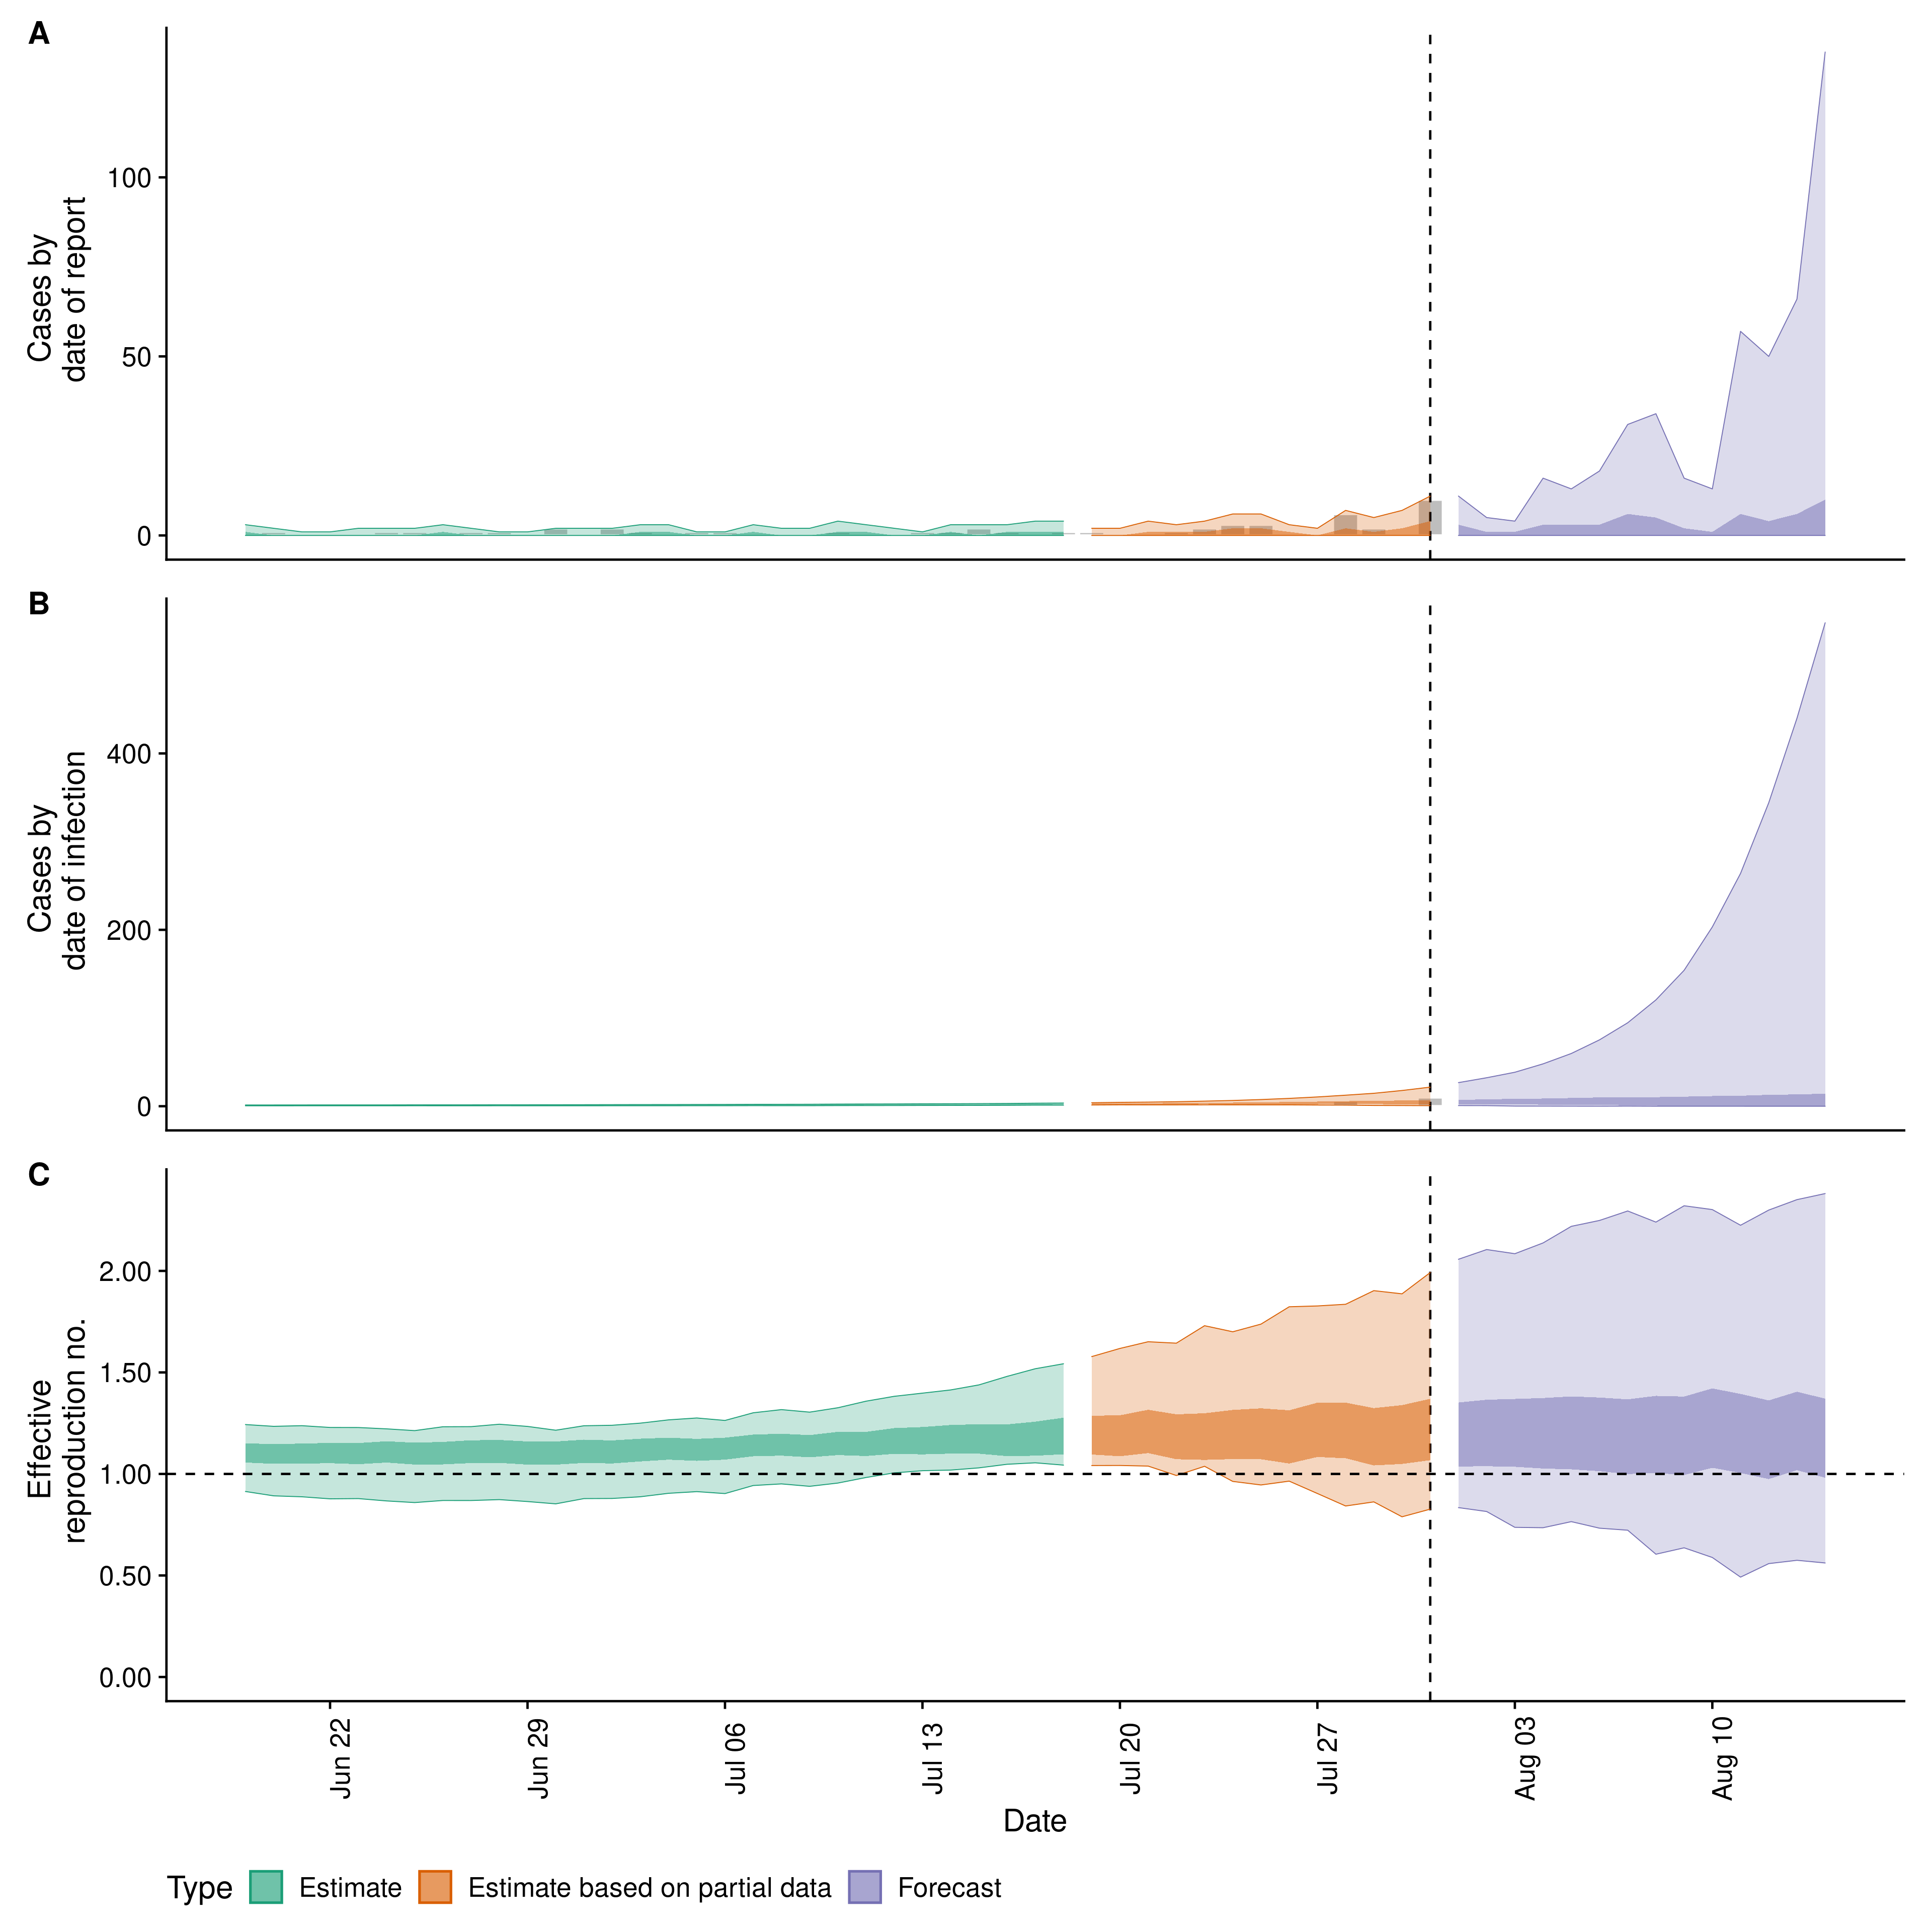 A
Cases by
date of report
100
50
0
B
Cases by
date of infection
400
200
0
C
Effective
reproduction no.
2.00
1.50
1.00
0.50
0.00
Jun 22
Jun 29
Jul 06
Jul 13
Jul 20
Jul 27
Aug 03
Aug 10
Date
Type Estimate Estimate based on partial data Forecast